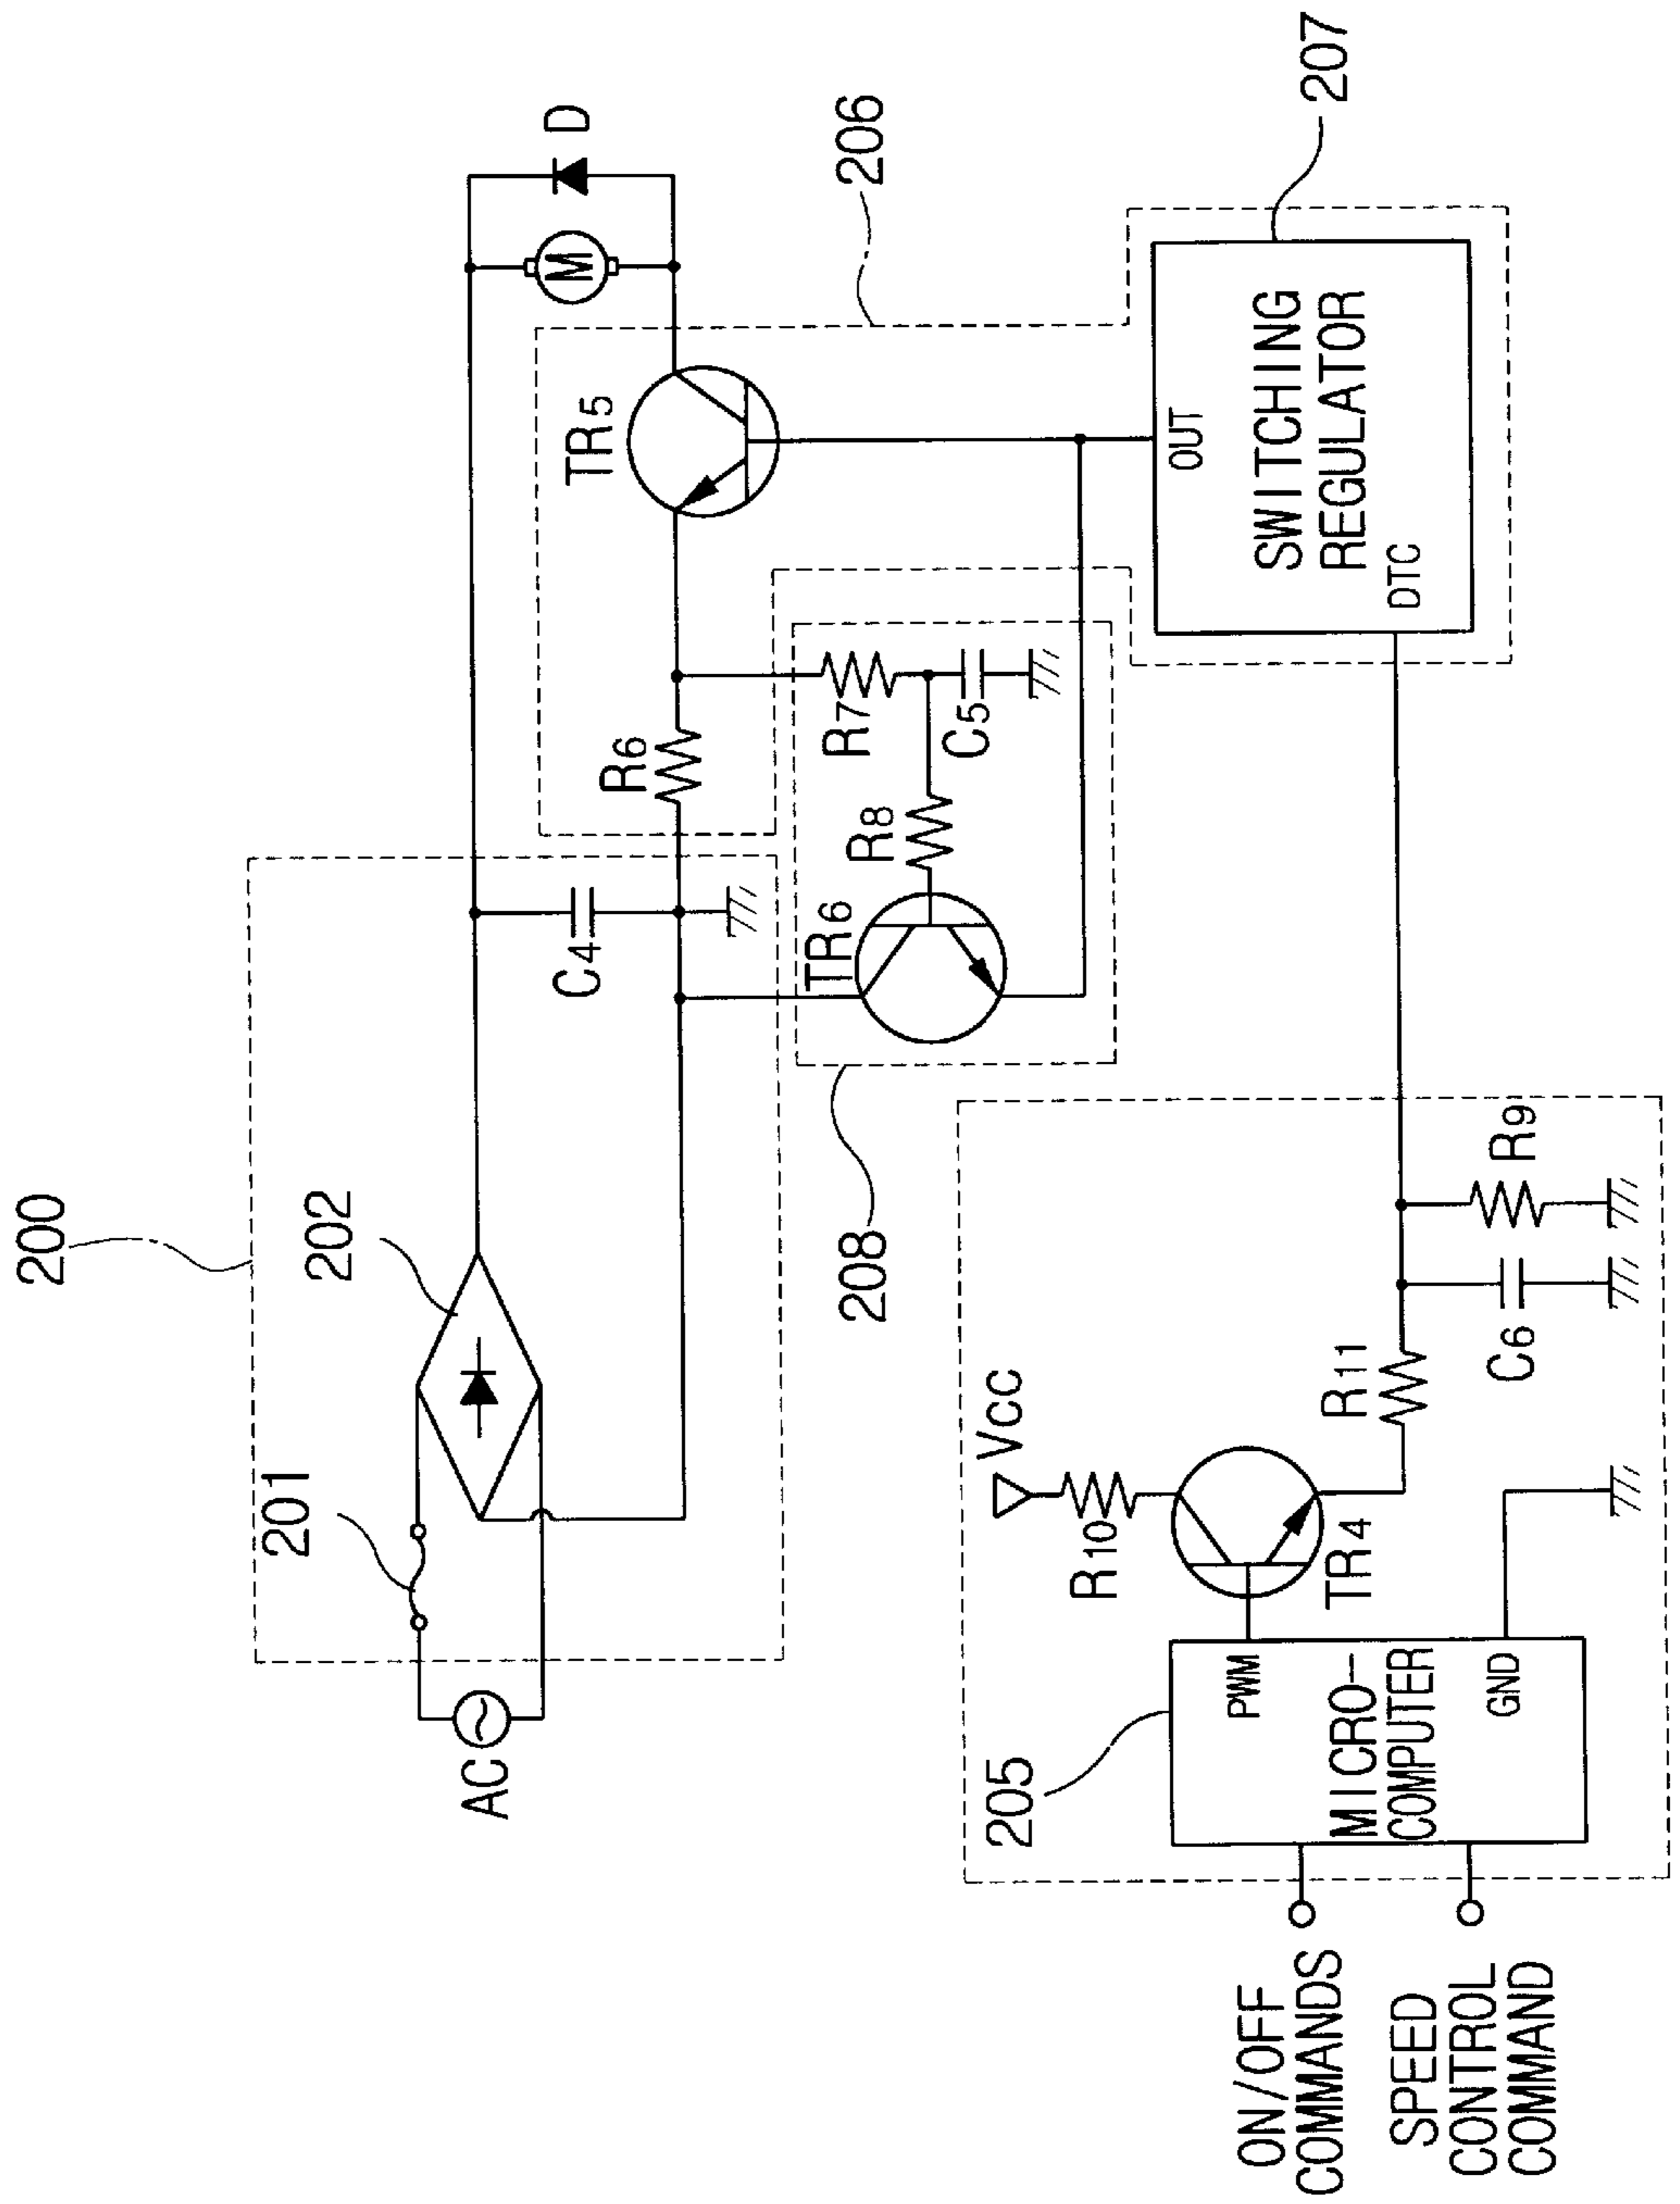 200
201
202
AC
C4
R6
TR5
M
D
206
TR6
R8
R7
C5
208
OUT
SWITCHING
REGULATOR
DTC
207
205
Vcc
R10
PWM
MICRO-
COMPUTER
GND
TR4
R11
C6
R9
ON/OFF
COMMANDS
SPEED
CONTROL
COMMAND